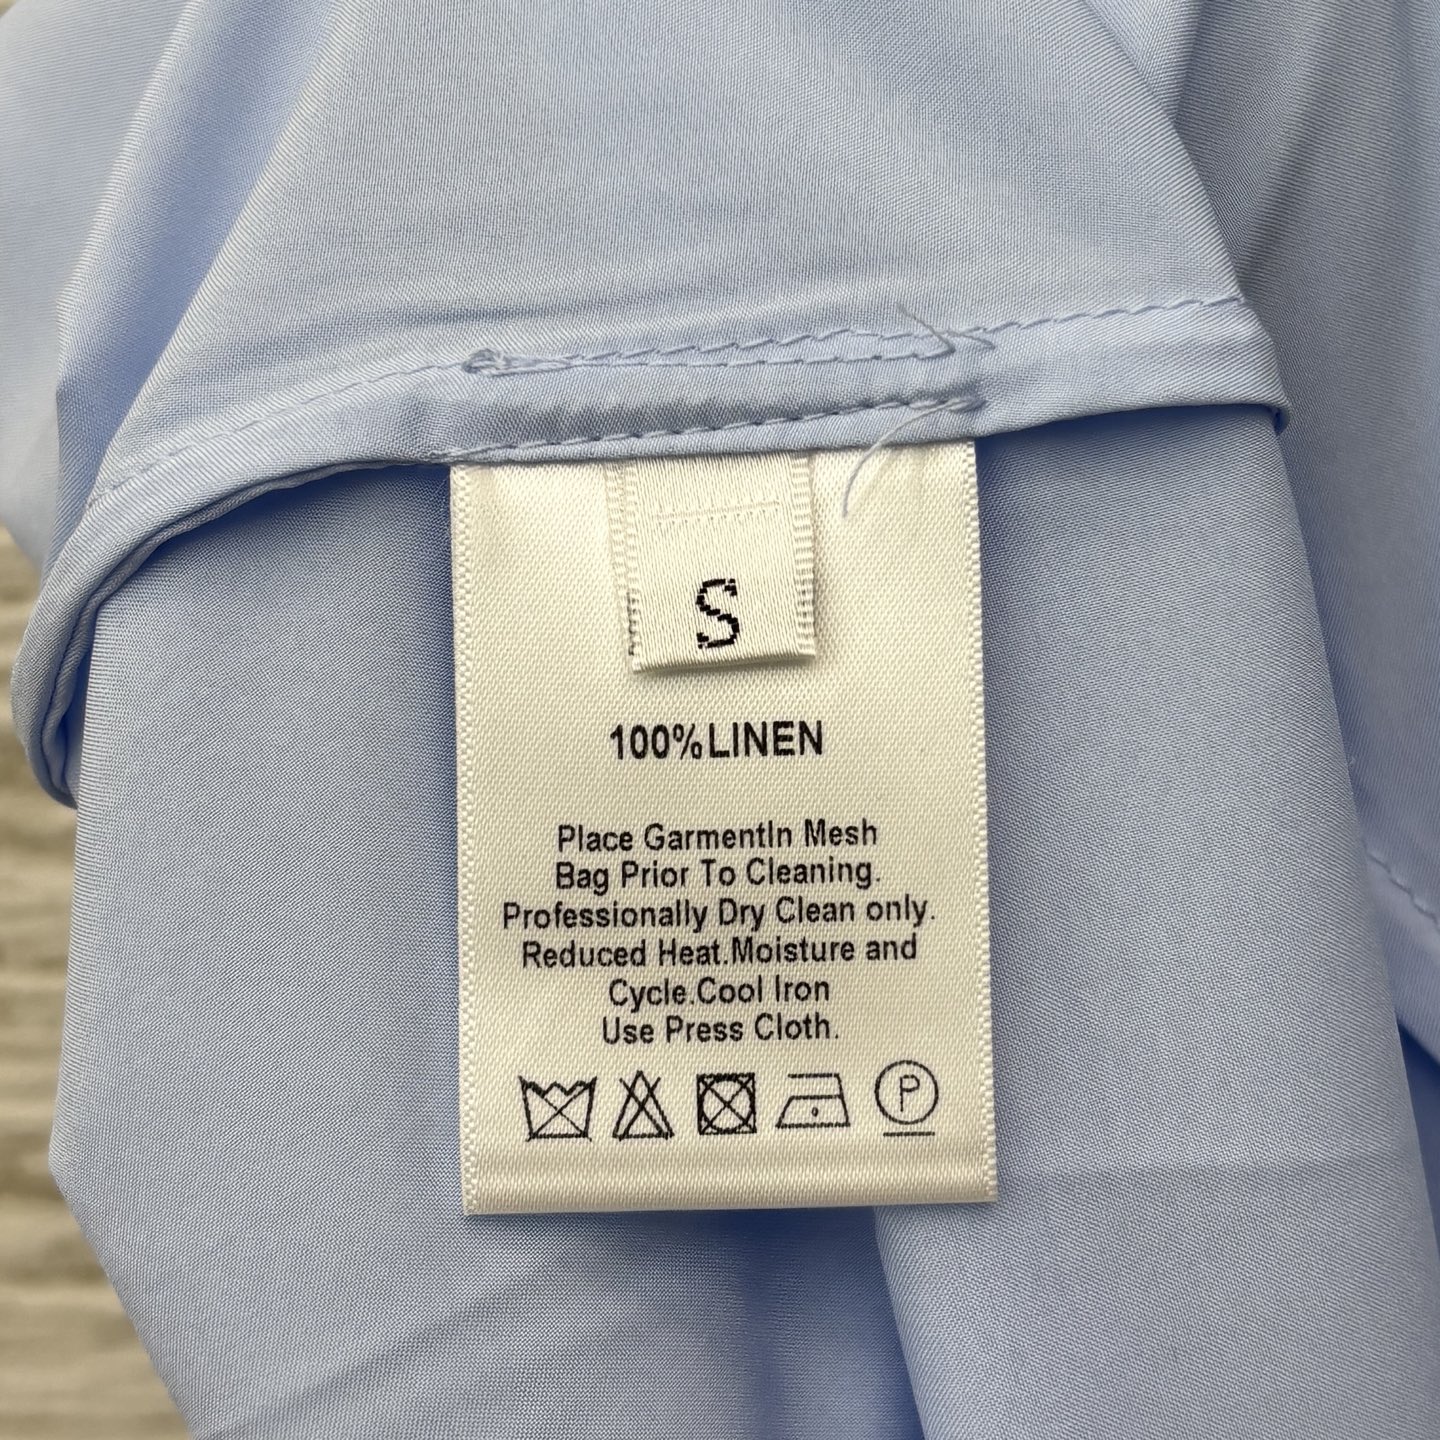 S
100%LINEN
Place GarmentIn Mesh
Bag Prior To Cleaning.
Professionally Dry Clean only.
Reduced Heat.Moisture and
Cycle.Cool Iron
Use Press Cloth.
P